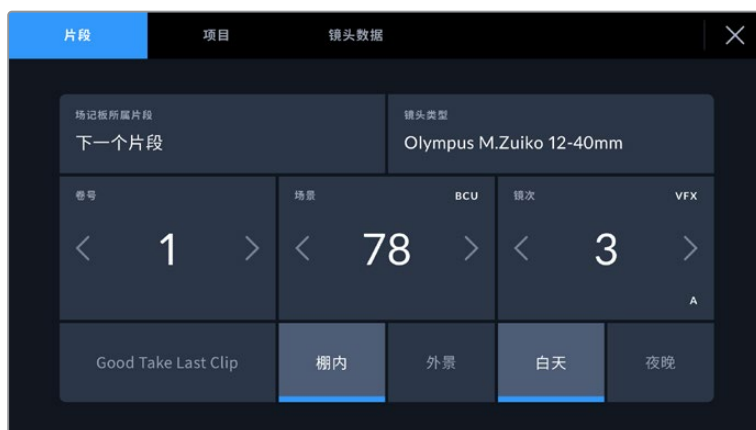 片段 项目 镜头数据
场记板所属片段 镜头类型
下一个片段 Olympus M.Zuiko 12-40mm
卷号 场景 BCU 镜次 VFX
1 78 3
A
Good Take Last Clip 棚内 外景 白天 夜晚